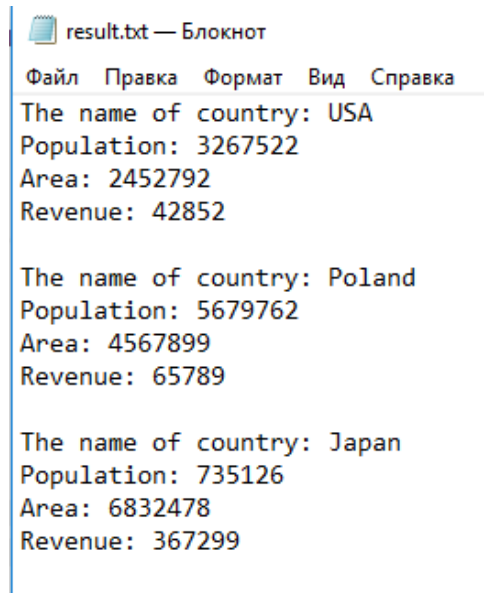 result.txt — Блокнот
Файл Правка Формат Вид Справка
The name of country: USA
Population: 3267522
Area: 2452792
Revenue: 42852
The name of country: Poland
Population: 5679762
Area: 4567899
Revenue: 65789
The name of country: Japan
Population: 735126
Area: 6832478
Revenue: 367299